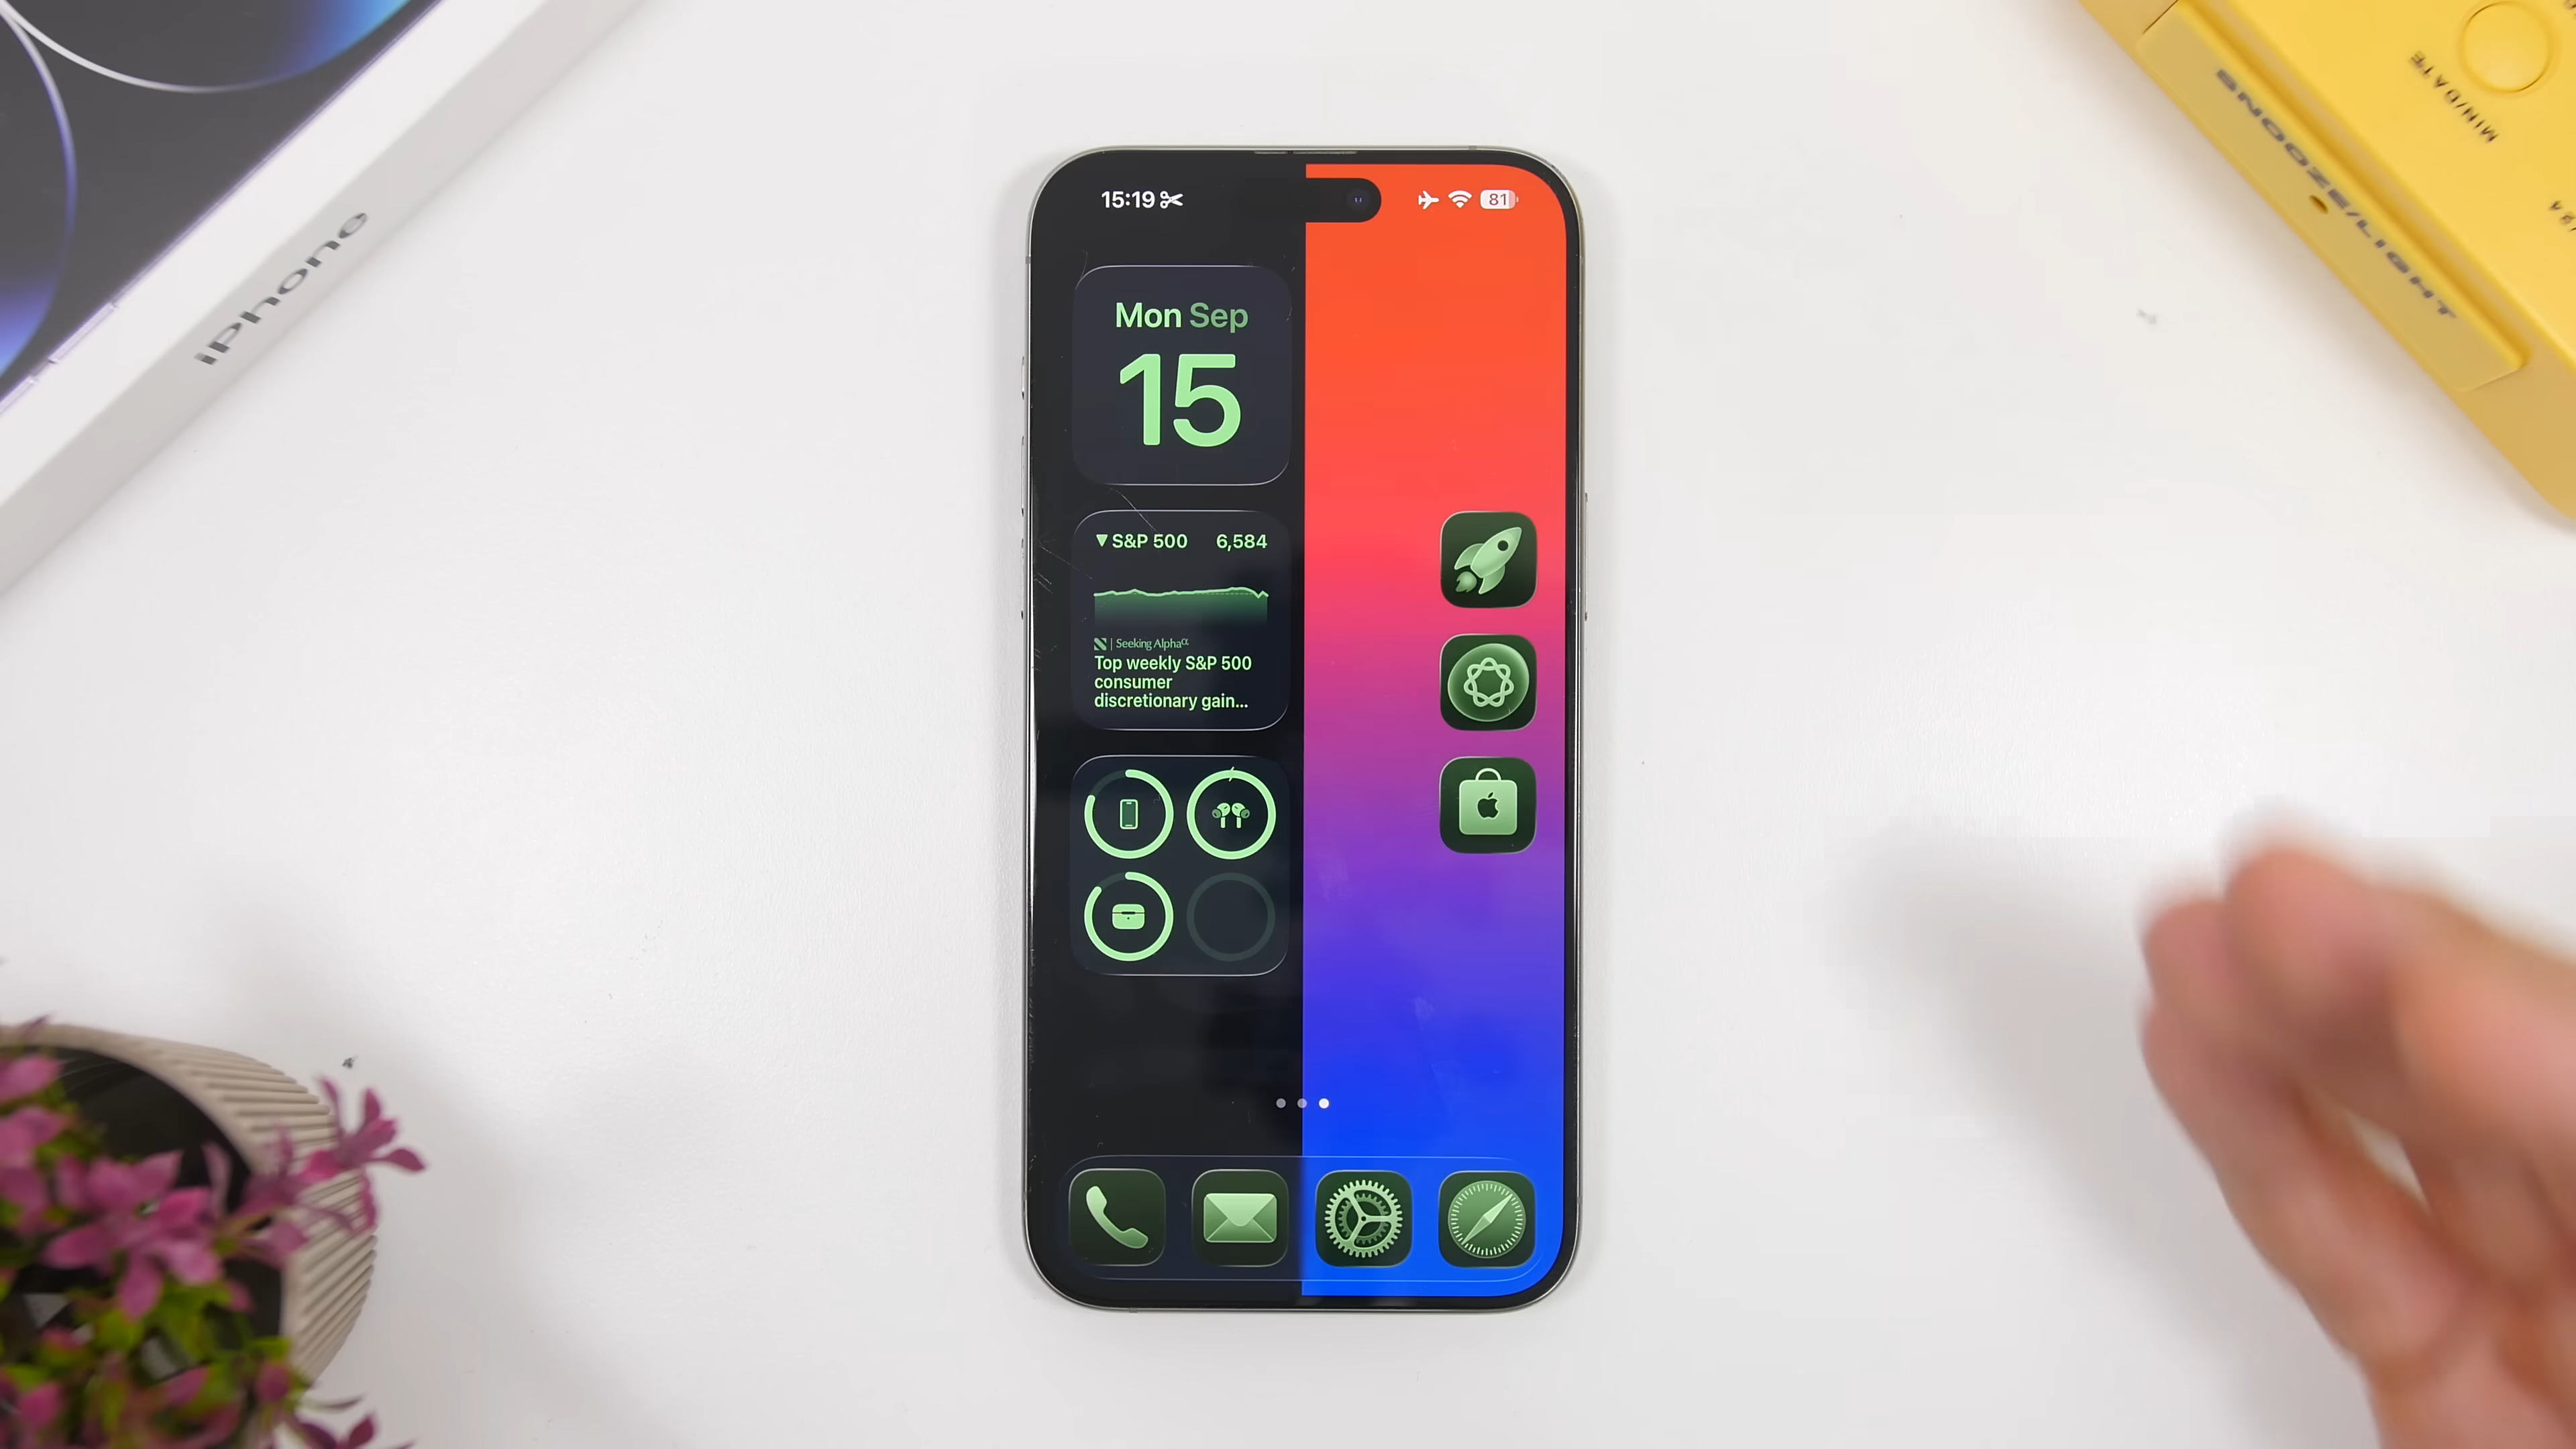 iPhone
MIN/DATE
SNOOZE/LIGHT
15:19
81
Mon Sep
15
S&P 500 6,584
Seeking Alphaα
Top weekly S&P 500
consumer
discretionary gain...